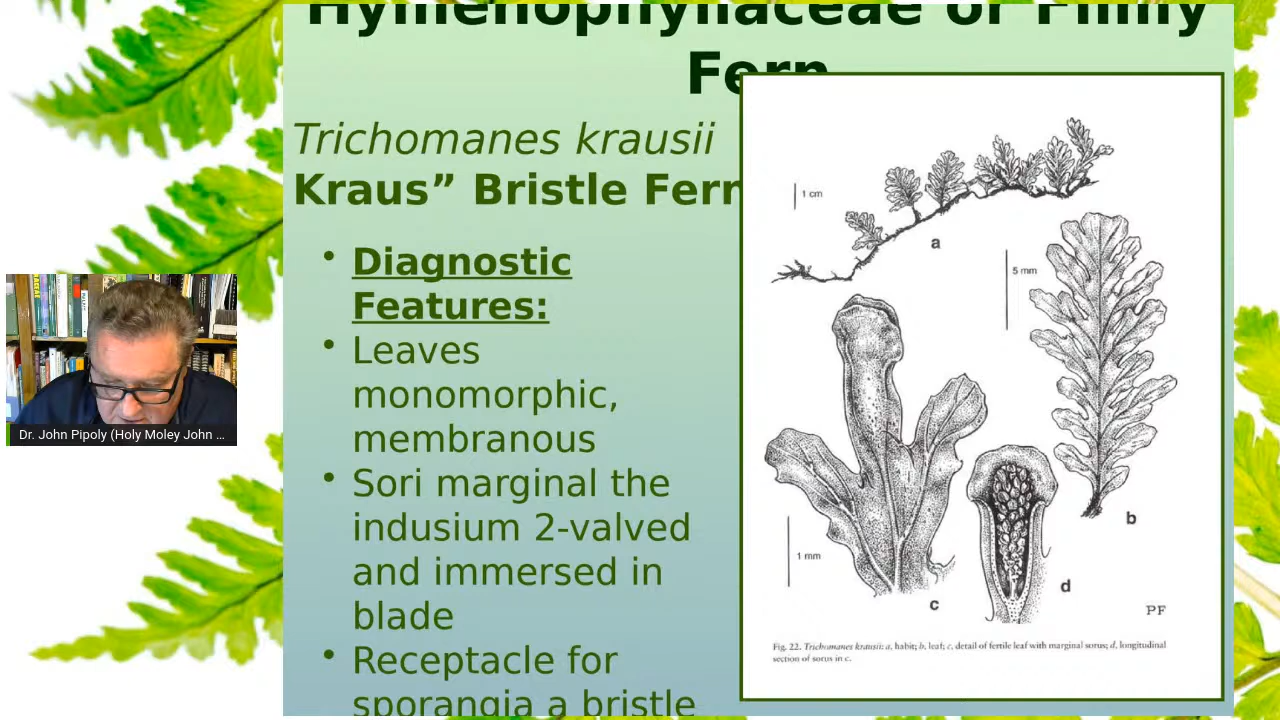 Hymenophyllaceae or Filmy
Fern
Trichomanes krausii
Kraus” Bristle Fern
Diagnostic
Features:
Leaves
monomorphic,
membranous
Sori marginal the
indusium 2-valved
and immersed in
blade
Receptacle for
sporangia a bristle
1 cm
a
5 mm
b
1 mm
c
d
PF
Fig. 22. Trichomanes krausii: a, habit; b, leaf; c, detail of fertile leaf with marginal sorus; d, longitudinal
section of sorus in c.
Dr. John Pipoly (Holy Moley John ...